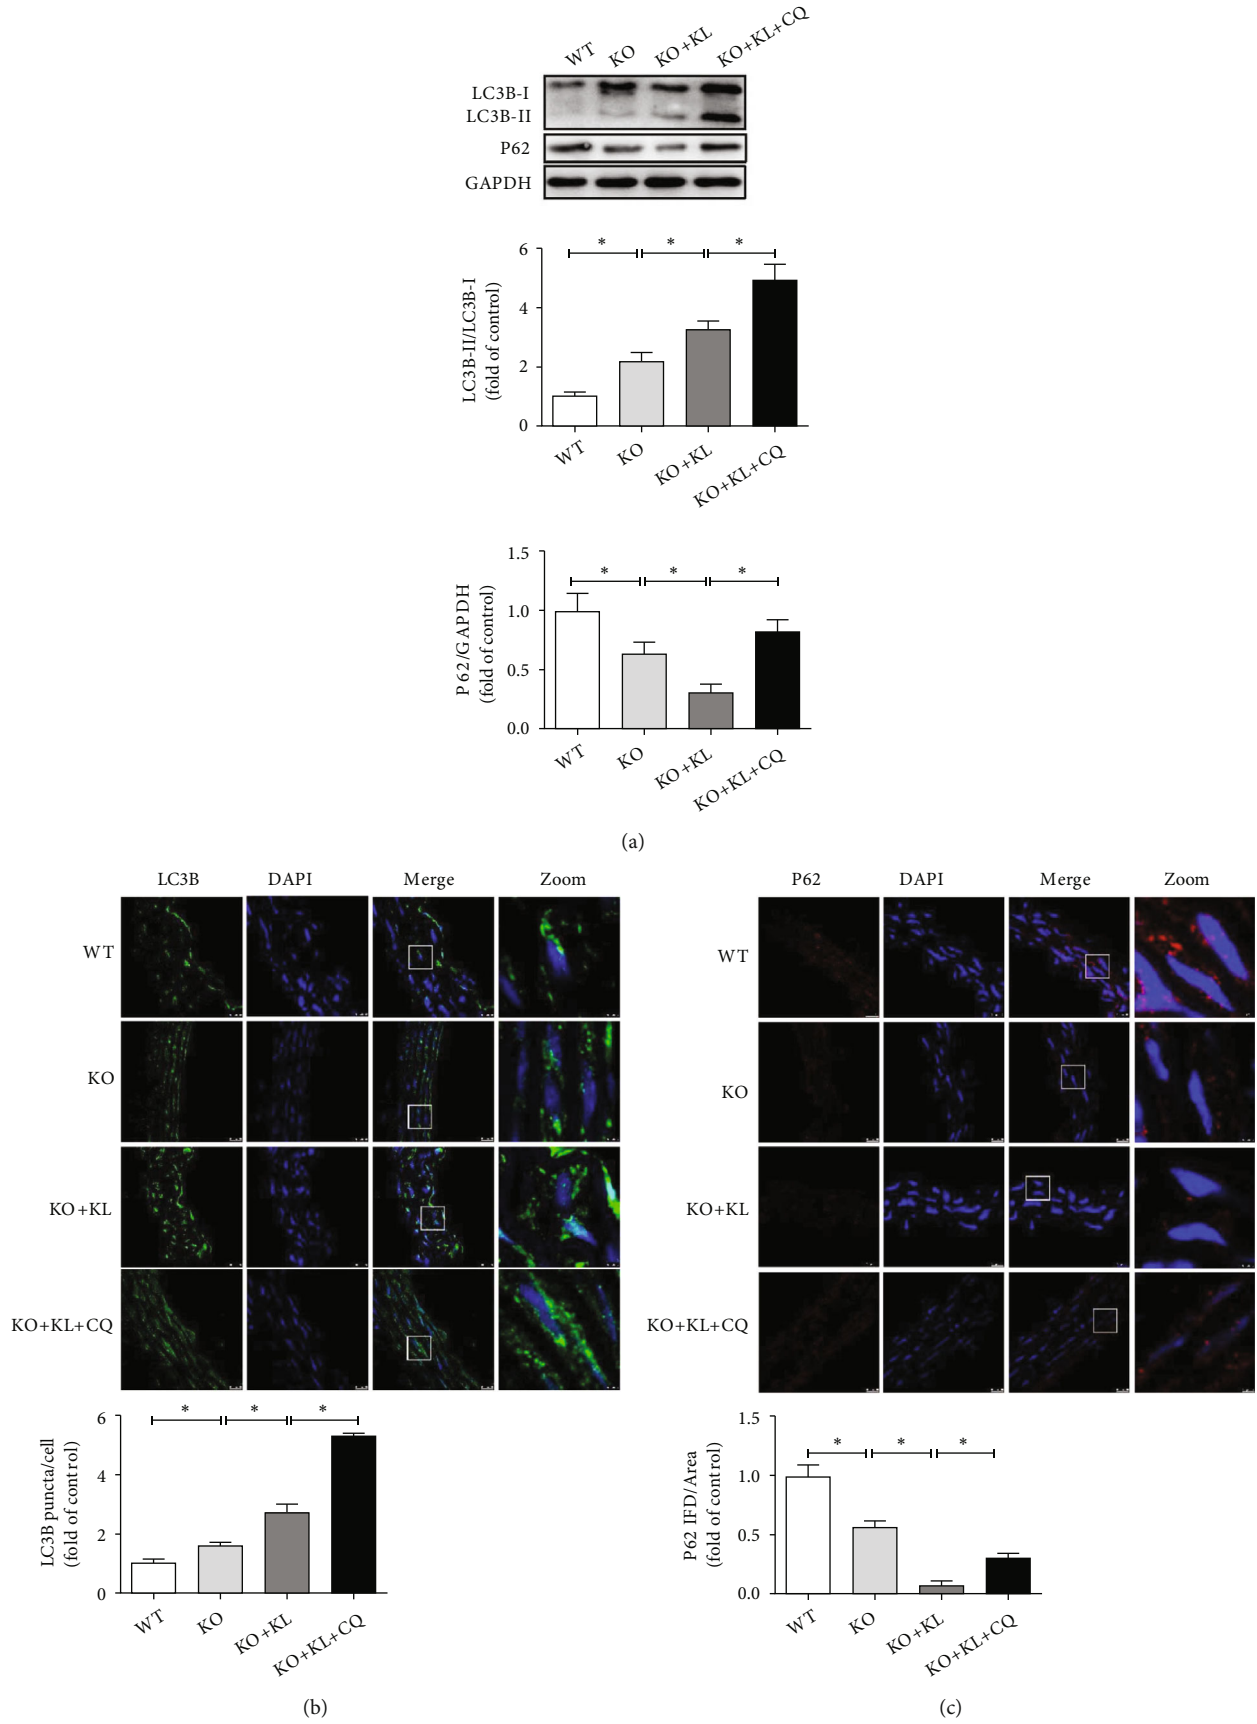 WT KO KO+KL KO+KL+CQ
LC3B-I
LC3B-II
P62
GAPDH
LC3B-II/LC3B-I
(fold of control)
6
4
2
0
* * *
WT KO KO+KL KO+KL+CQ
P62/GAPDH
(fold of control)
1.5
1.0
0.5
0.0
* * *
WT KO KO+KL KO+KL+CQ
(a)
LC3B DAPI Merge Zoom
WT
KO
KO+KL
KO+KL+CQ
LC3B puncta/cell
(fold of control)
6
4
2
0
* * *
WT KO KO+KL KO+KL+CQ
(b)
P62 DAPI Merge Zoom
WT
KO
KO+KL
KO+KL+CQ
P62 IFD/Area
(fold of control)
1.5
1.0
0.5
0.0
* * *
WT KO KO+KL KO+KL+CQ
(c)